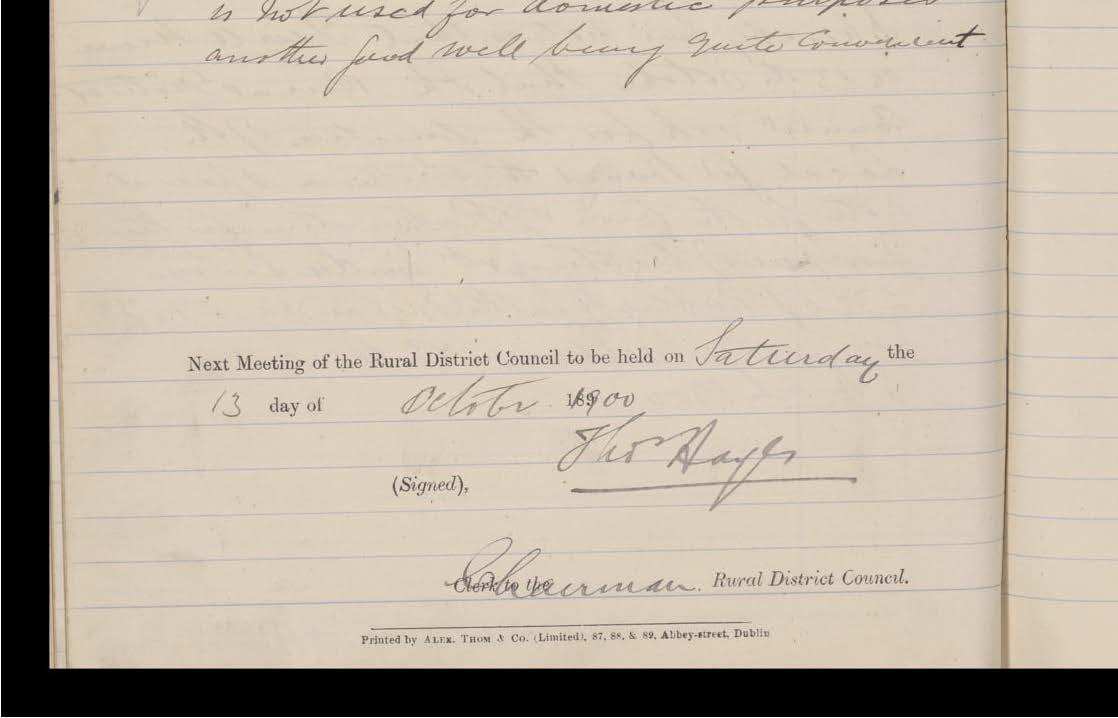 is not used for domestic purposes
another good well being quite convenient
Next Meeting of the Rural District Council to be held on Saturday the
13 day of October 1900
Thos Hayes
(Signed),
Clerk to the Chairman. Rural District Council.
Printed by ALEX. THOM & CO. (Limited), 87, 88, & 89, Abbey-street, Dublin